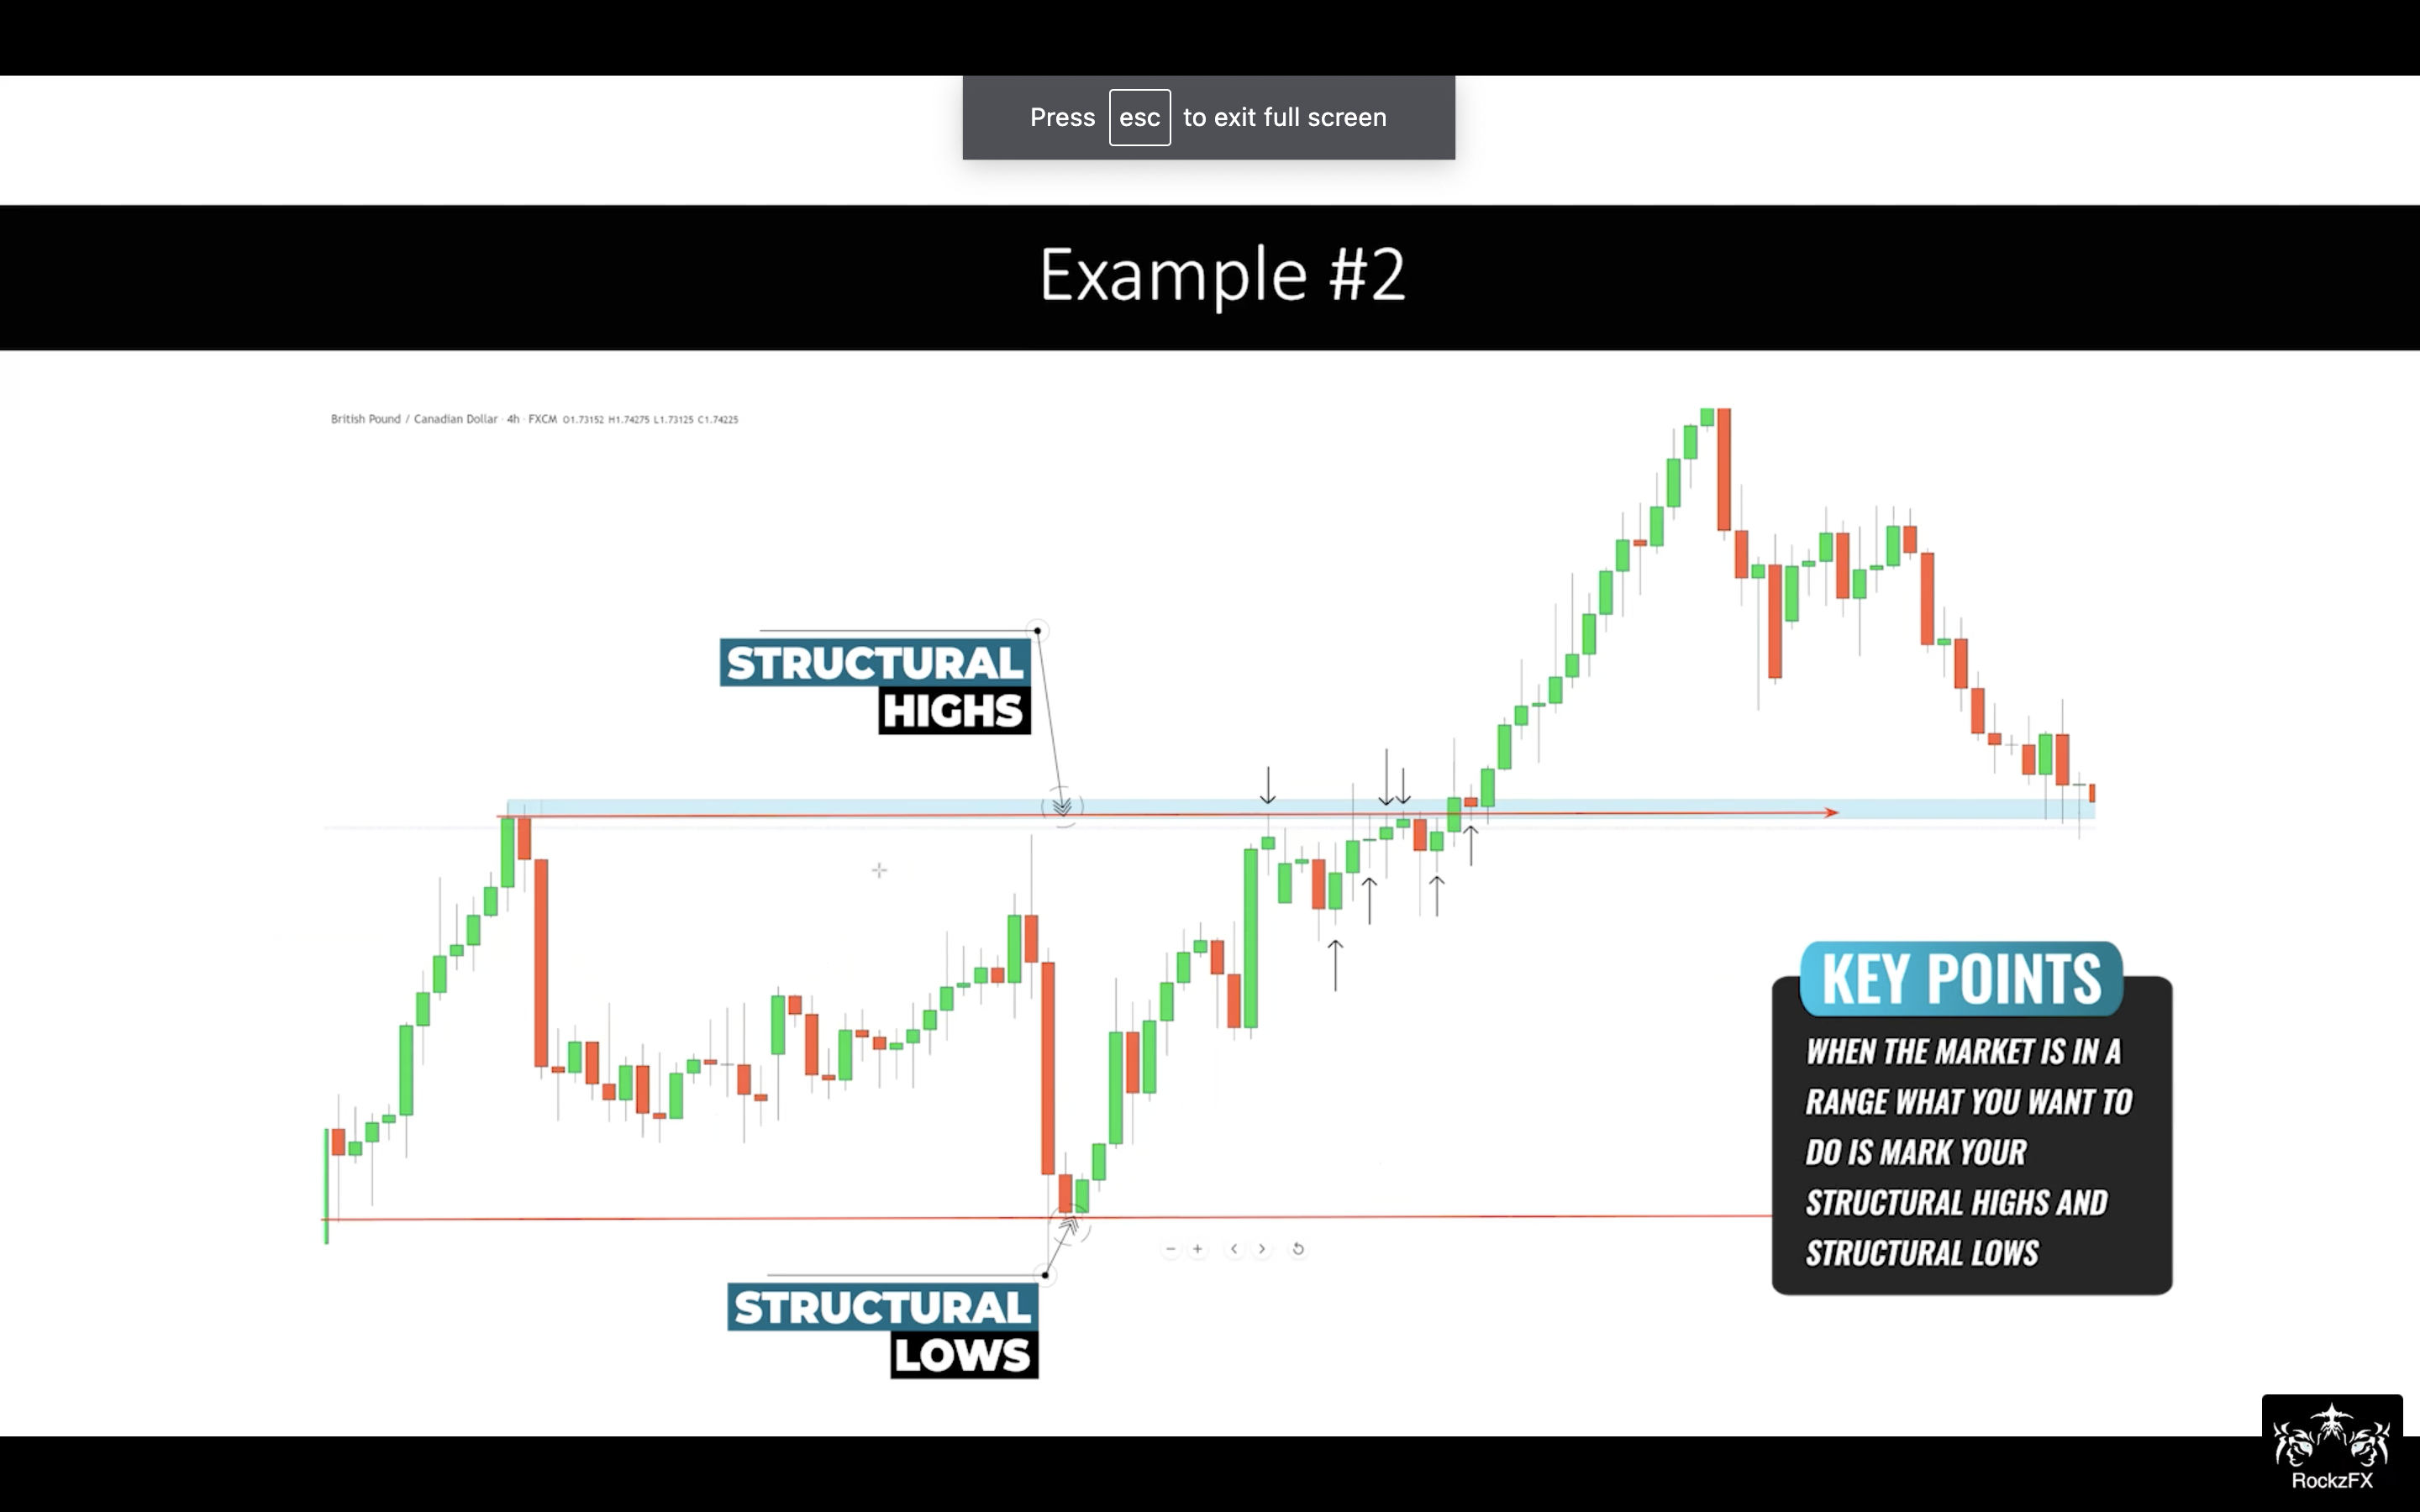 Press esc to exit full screen
Example #2
British Pound / Canadian Dollar · 4h · FXCM O1.73152 H1.74275 L1.73125 C1.74225
STRUCTURAL
HIGHS
KEY POINTS
WHEN THE MARKET IS IN A
RANGE WHAT YOU WANT TO
DO IS MARK YOUR
STRUCTURAL HIGHS AND
STRUCTURAL LOWS
STRUCTURAL
LOWS
RockzFX